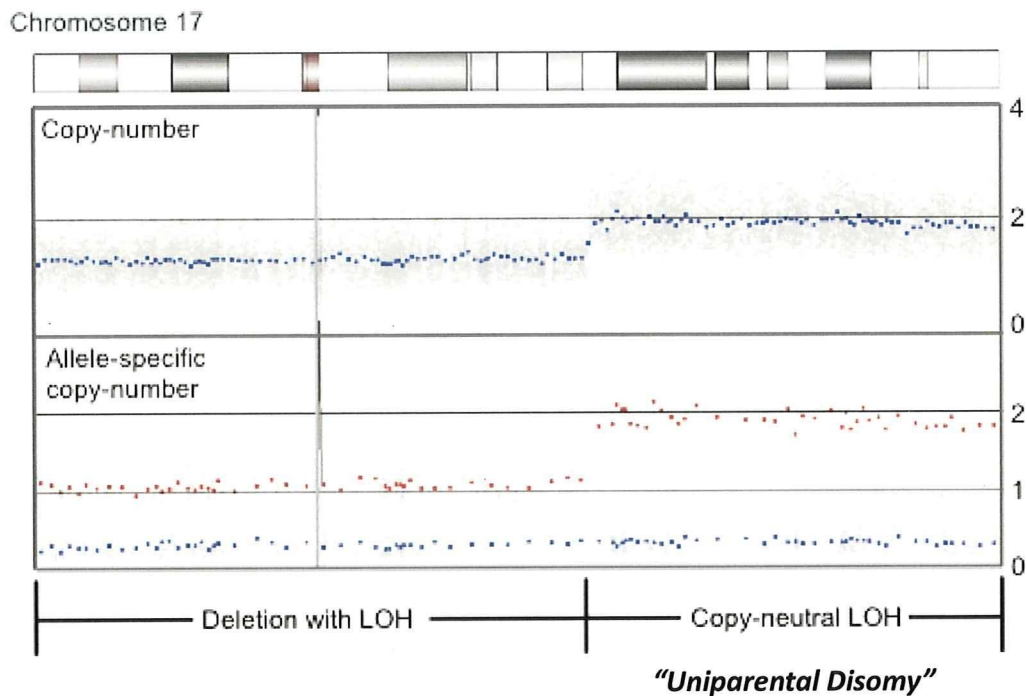 Chromosome 17
Copy-number
4
2
0
Allele-specific
copy-number
2
1
0
Deletion with LOH
Copy-neutral LOH
"Uniparental Disomy"